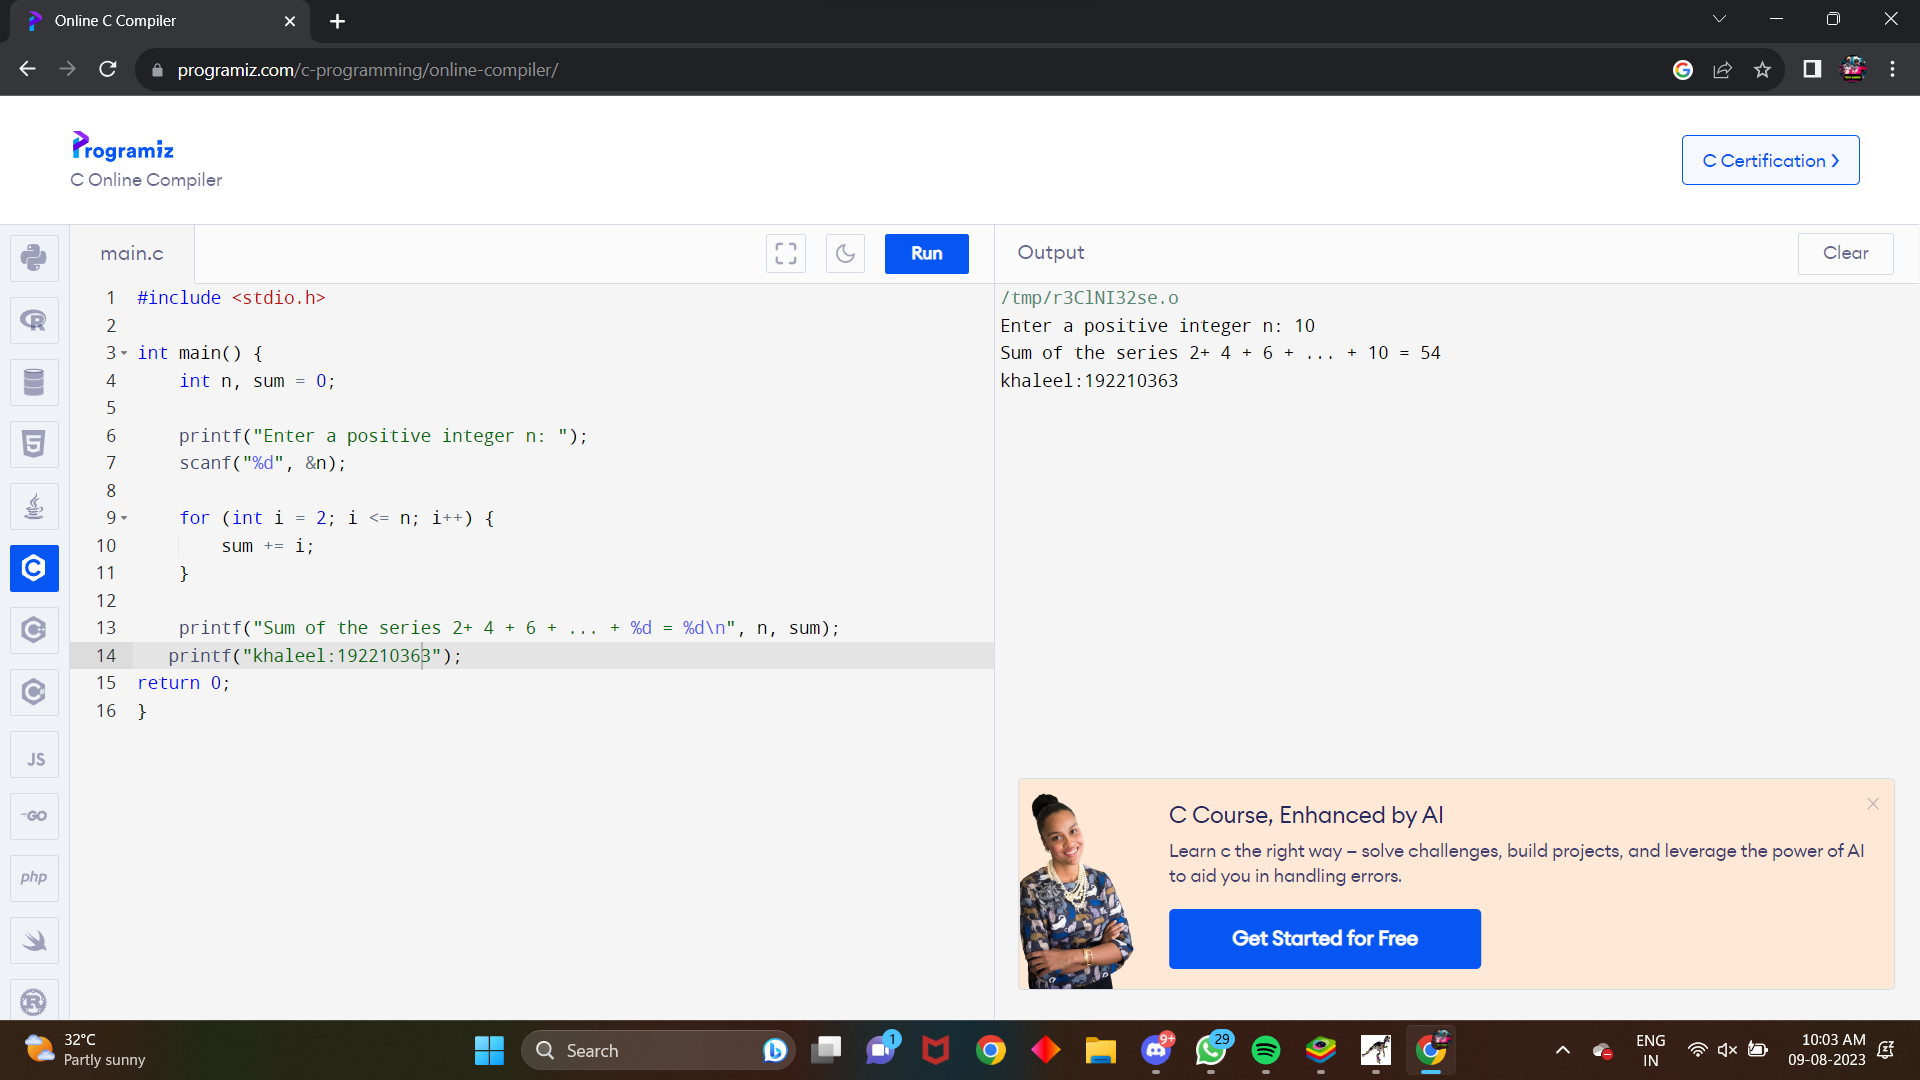 Online C Compiler
programiz.com/c-programming/online-compiler/
Programiz
C Online Compiler
C Certification
main.c
Run
Output
Clear
1 #include <stdio.h>
2
3 int main() {
4 int n, sum = 0;
5
6 printf("Enter a positive integer n: ");
7 scanf("%d", &n);
8
9 for (int i = 2; i <= n; i++) {
10 sum += i;
11 }
12
13 printf("Sum of the series 2+ 4 + 6 + ... + %d = %d\n", n, sum);
14 printf("khaleel:192210363");
15 return 0;
16 }
/tmp/r3ClNI32se.o
Enter a positive integer n: 10
Sum of the series 2+ 4 + 6 + ... + 10 = 54
khaleel:192210363
R
5
C
JS
GO
php
R
C Course, Enhanced by AI
Learn c the right way – solve challenges, build projects, and leverage the power of AI
to aid you in handling errors.
Get Started for Free
32°C
Partly sunny
Search
1
9+
29
ENG
IN
10:03 AM
09-08-2023